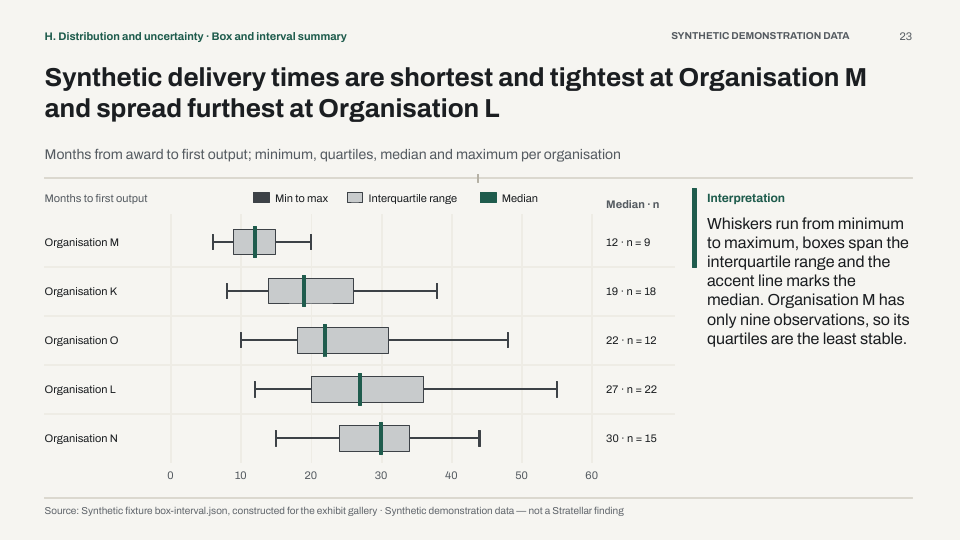 H. Distribution and uncertainty · Box and interval summary
SYNTHETIC DEMONSTRATION DATA
23
Synthetic delivery times are shortest and tightest at Organisation M
and spread furthest at Organisation L
Months from award to first output; minimum, quartiles, median and maximum per organisation
Months to first output
Min to max
Interquartile range
Median
Median · n
Organisation M
12 · n = 9
Organisation K
19 · n = 18
Organisation O
22 · n = 12
Organisation L
27 · n = 22
Organisation N
30 · n = 15
0 10 20 30 40 50 60
Interpretation
Whiskers run from minimum
to maximum, boxes span the
interquartile range and the
accent line marks the
median. Organisation M has
only nine observations, so its
quartiles are the least stable.
Source: Synthetic fixture box-interval.json, constructed for the exhibit gallery · Synthetic demonstration data — not a Stratellar finding